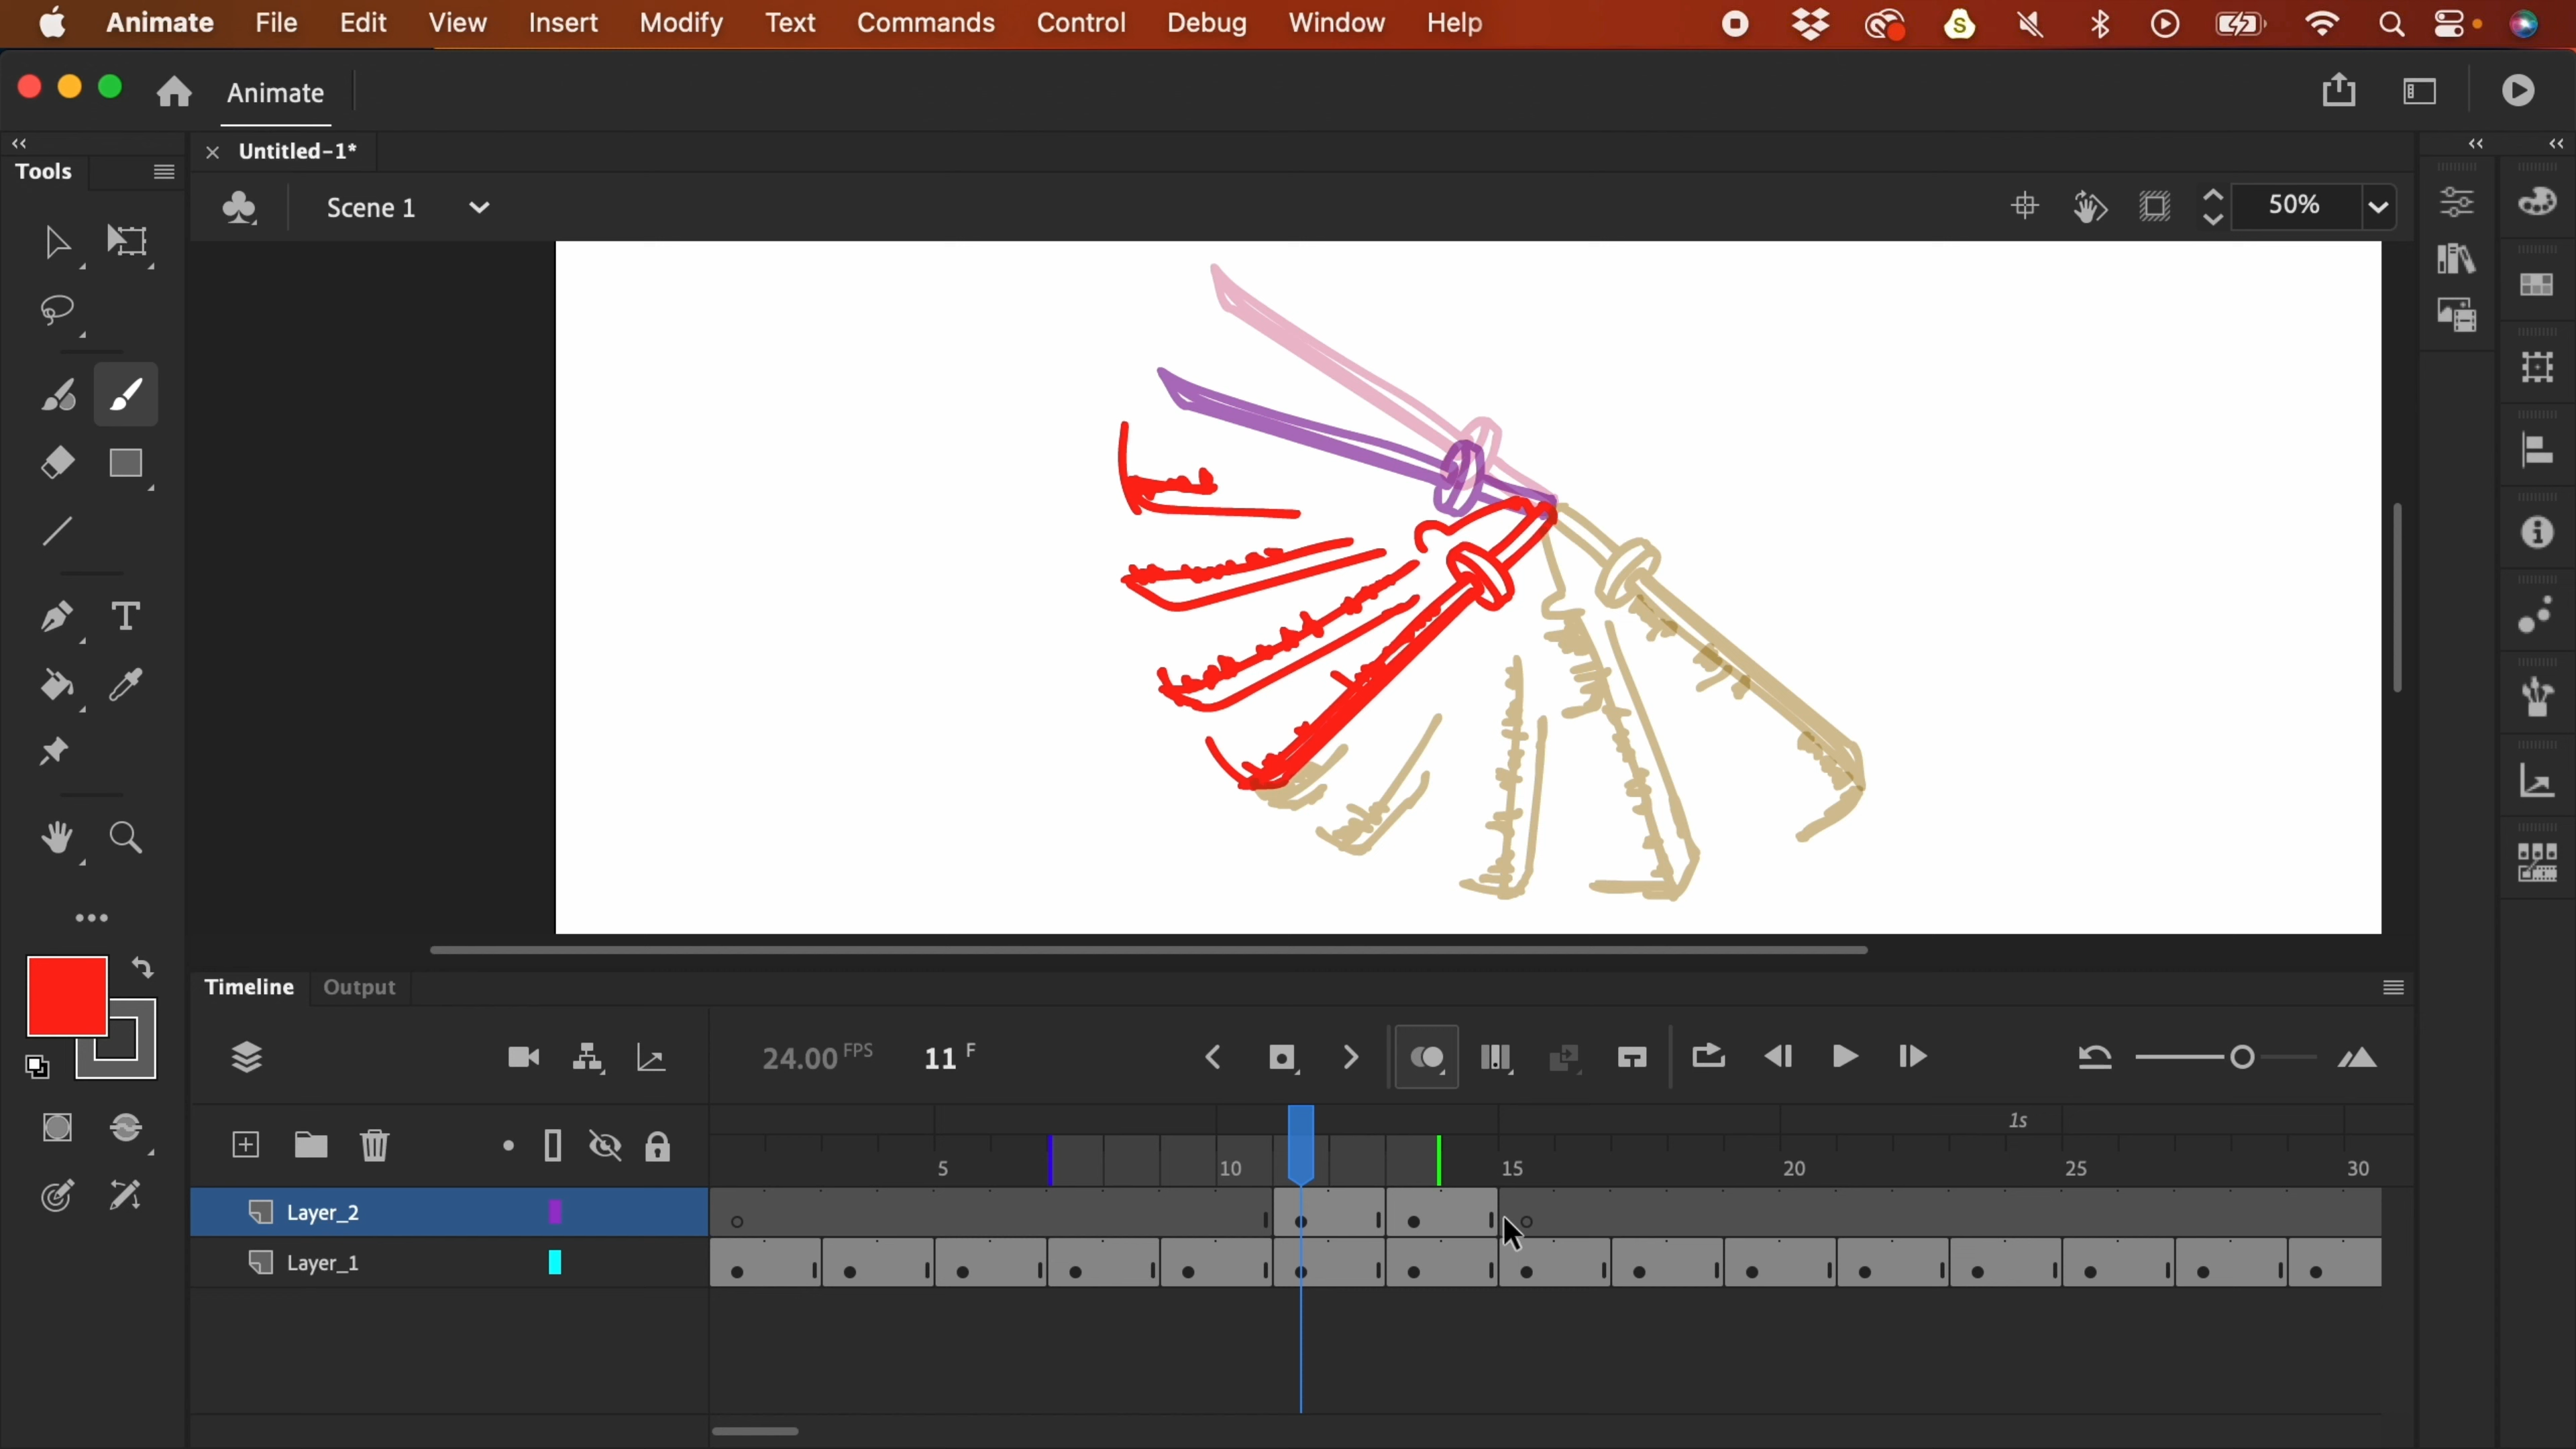 Animate File Edit View Insert Modify Text Commands Control Debug Window Help
S
Animate
Tools
Untitled-1*
Scene 1
50%
T
Timeline Output
24.00 FPS 11 F
1s
5 10 15 20 25 30
Layer_2
Layer_1